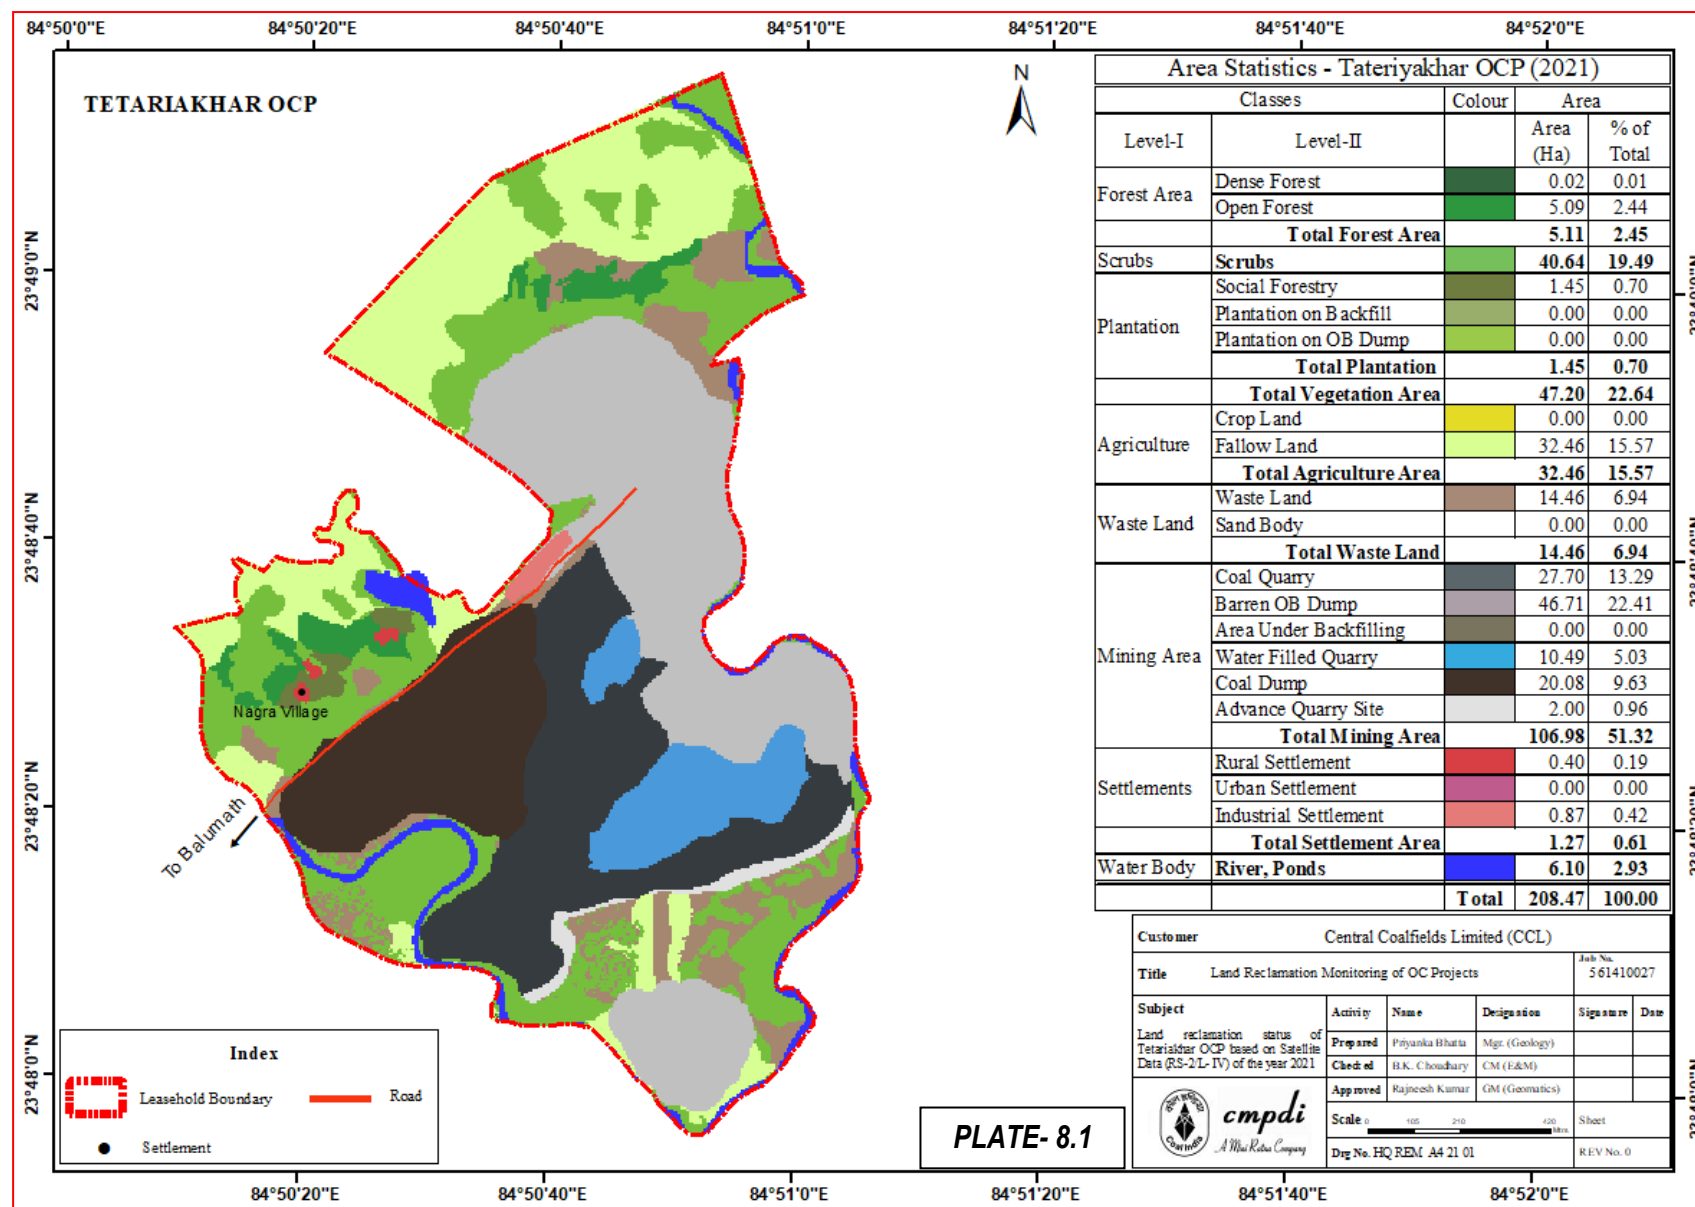 84°50'0"E 84°50'20"E 84°50'40"E 84°51'0"E 84°51'20"E 84°51'40"E 84°52'0"E
TETARIAKHAR OCP
N
23°49'0"N
23°48'40"N
23°48'20"N
23°48'0"N
Nagra Village
To Balumath
Area Statistics - Tateriyakhar OCP (2021)
Classes Colour Area
Level-I Level-II Area (Ha) % of Total
Forest Area Dense Forest 0.02 0.01
Open Forest 5.09 2.44
Total Forest Area 5.11 2.45
Scrubs Scrubs 40.64 19.49
Plantation Social Forestry 1.45 0.70
Plantation on Backfill 0.00 0.00
Plantation on OB Dump 0.00 0.00
Total Plantation 1.45 0.70
Total Vegetation Area 47.20 22.64
Agriculture Crop Land 0.00 0.00
Fallow Land 32.46 15.57
Total Agriculture Area 32.46 15.57
Waste Land Waste Land 14.46 6.94
Sand Body 0.00 0.00
Total Waste Land 14.46 6.94
Mining Area Coal Quarry 27.70 13.29
Barren OB Dump 46.71 22.41
Area Under Backfilling 0.00 0.00
Water Filled Quarry 10.49 5.03
Coal Dump 20.08 9.63
Advance Quarry Site 2.00 0.96
Total Mining Area 106.98 51.32
Settlements Rural Settlement 0.40 0.19
Urban Settlement 0.00 0.00
Industrial Settlement 0.87 0.42
Total Settlement Area 1.27 0.61
Water Body River, Ponds 6.10 2.93
Total 208.47 100.00
Customer Central Coalfields Limited (CCL)
Title Land Reclamation Monitoring of OC Projects Job No. 561410027
Subject
Land reclamation status of
Tetariakhar OCP based on Satellite
Data (RS-2/L-IV) of the year 2021
Activity Name Designation Signature Date
Prepared Priyanka Bhatta Mgr. (Geology)
Checked B.K. Choudhary CM (E&M)
Approved Rajneesh Kumar GM (Geomatics)
Scale 0 105 210 420 Mtrs. Sheet
Drg No. HQ REM A4 21 01 REV No. 0
Coal India
cmpdi
A Mini Ratna Company
Index
Leasehold Boundary Road
Settlement
PLATE- 8.1
84°50'20"E 84°50'40"E 84°51'0"E 84°51'20"E 84°51'40"E 84°52'0"E